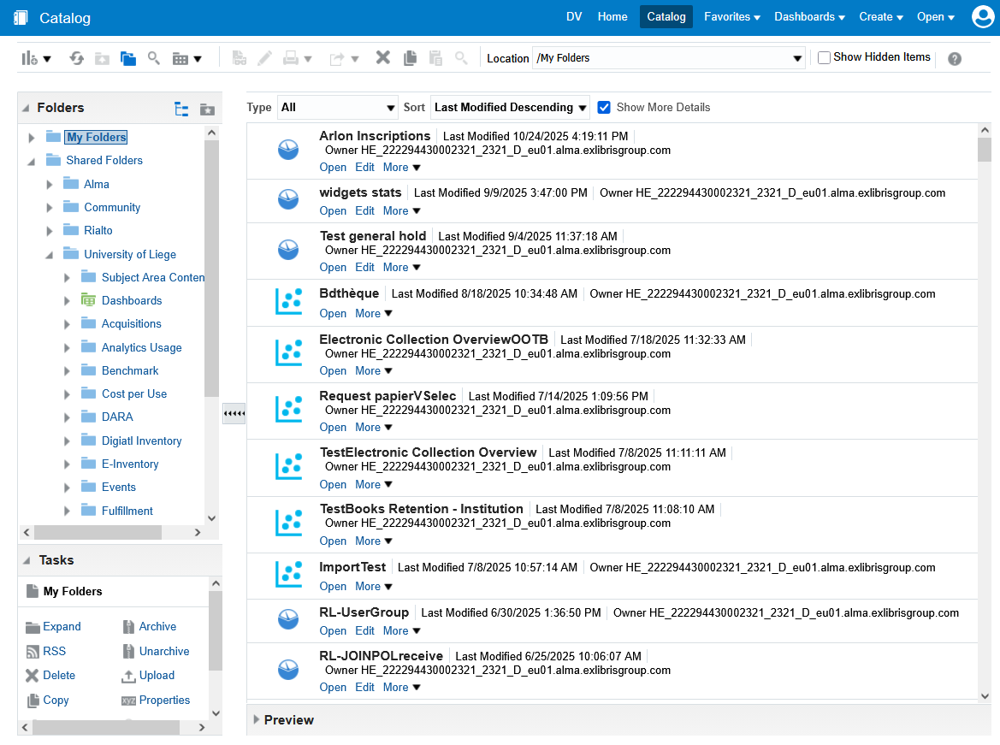 Catalog
DV Home Catalog Favorites Dashboards Create Open
Location /My Folders Show Hidden Items
Folders
My Folders
Shared Folders
Alma
Community
Rialto
University of Liege
Subject Area Conten
Dashboards
Acquisitions
Analytics Usage
Benchmark
Cost per Use
DARA
Digiatl Inventory
E-Inventory
Events
Fulfillment
Tasks
My Folders
Expand Archive
RSS Unarchive
Delete Upload
Copy xyz Properties
Type All Sort Last Modified Descending Show More Details
Arlon Inscriptions Last Modified 10/24/2025 4:19:11 PM
Owner HE_222294430002321_2321_D_eu01.alma.exlibrisgroup.com
Open Edit More
widgets stats Last Modified 9/9/2025 3:47:00 PM Owner HE_222294430002321_2321_D_eu01.alma.exlibrisgroup.com
Open Edit More
Test general hold Last Modified 9/4/2025 11:37:18 AM
Owner HE_222294430002321_2321_D_eu01.alma.exlibrisgroup.com
Open Edit More
Bdthèque Last Modified 8/18/2025 10:34:48 AM Owner HE_222294430002321_2321_D_eu01.alma.exlibrisgroup.com
Open More
Electronic Collection OverviewOOTB Last Modified 7/18/2025 11:32:33 AM
Owner HE_222294430002321_2321_D_eu01.alma.exlibrisgroup.com
Open More
Request papierVSelec Last Modified 7/14/2025 1:09:56 PM
Owner HE_222294430002321_2321_D_eu01.alma.exlibrisgroup.com
Open More
TestElectronic Collection Overview Last Modified 7/8/2025 11:11:11 AM
Owner HE_222294430002321_2321_D_eu01.alma.exlibrisgroup.com
Open More
TestBooks Retention - Institution Last Modified 7/8/2025 11:08:10 AM
Owner HE_222294430002321_2321_D_eu01.alma.exlibrisgroup.com
Open More
ImportTest Last Modified 7/8/2025 10:57:14 AM Owner HE_222294430002321_2321_D_eu01.alma.exlibrisgroup.com
Open More
RL-UserGroup Last Modified 6/30/2025 1:36:50 PM Owner HE_222294430002321_2321_D_eu01.alma.exlibrisgroup.com
Open Edit More
RL-JOINPOLreceive Last Modified 6/25/2025 10:06:07 AM
Owner HE_222294430002321_2321_D_eu01.alma.exlibrisgroup.com
Open Edit More
Preview